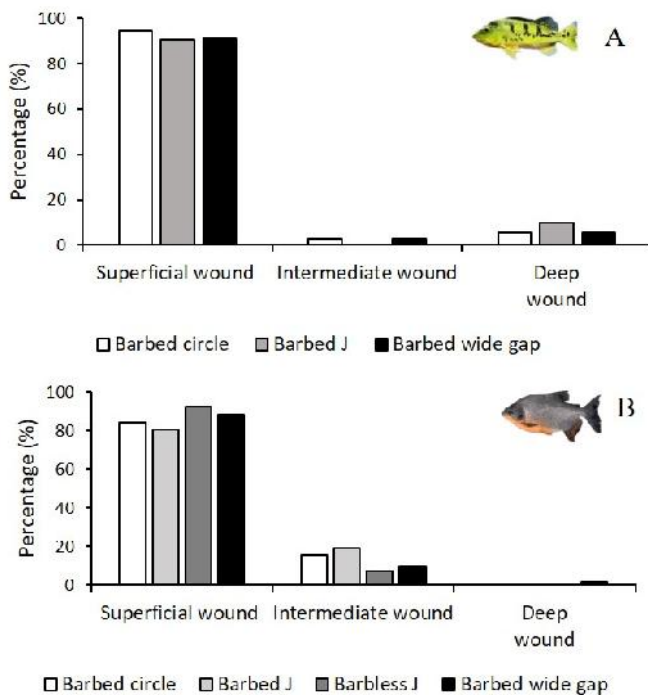 100
A
80
60
40
20
0
Percentage (%)
Superficial wound
Intermediate wound
Deep
wound
Barbed circle
Barbed J
Barbed wide gap
100
B
80
60
40
20
0
Percentage (%)
Superficial wound
Intermediate wound
Deep
wound
Barbed circle
Barbed J
Barbless J
Barbed wide gap